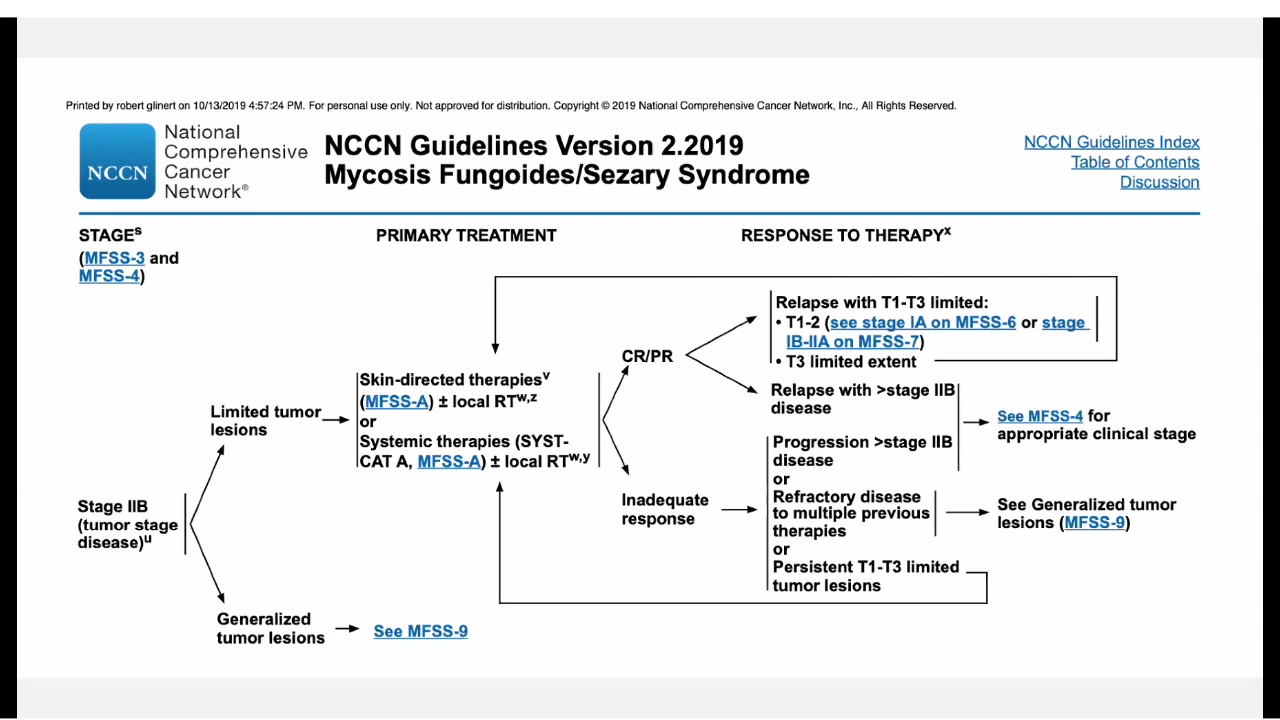 Printed by robert glinert on 10/13/2019 4:57:24 PM. For personal use only. Not approved for distribution. Copyright © 2019 National Comprehensive Cancer Network, Inc., All Rights Reserved.
NCCN
National
Comprehensive
Cancer
Network®
NCCN Guidelines Version 2.2019
Mycosis Fungoides/Sezary Syndrome
NCCN Guidelines Index
Table of Contents
Discussion
STAGEs
(MFSS-3 and
MFSS-4)
PRIMARY TREATMENT
RESPONSE TO THERAPYx
Stage IIB
(tumor stage
disease)u
Limited tumor
lesions
Generalized
tumor lesions
See MFSS-9
Skin-directed therapiesv
(MFSS-A) ± local RTw,z
or
Systemic therapies (SYST-
CAT A, MFSS-A) ± local RTw,y
CR/PR
Inadequate
response
Relapse with T1-T3 limited:
• T1-2 (see stage IA on MFSS-6 or stage
IB-IIA on MFSS-7)
• T3 limited extent
Relapse with >stage IIB
disease
Progression >stage IIB
disease
or
Refractory disease
to multiple previous
therapies
or
Persistent T1-T3 limited
tumor lesions
See MFSS-4 for
appropriate clinical stage
See Generalized tumor
lesions (MFSS-9)